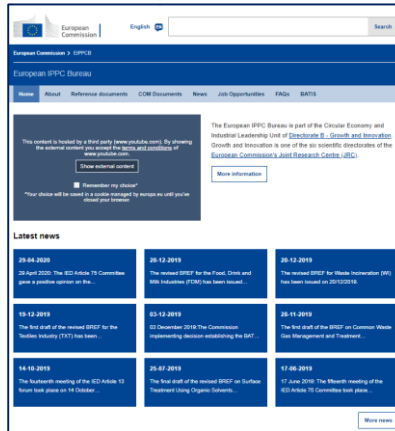 European
Commission
English EN
Search
European Commission > EIPPCB
European IPPC Bureau
Home About Reference documents COM Documents News Job Opportunities FAQs BATIS
This content is hosted by a third party (www.youtube.com). By showing
the external content you accept the terms and conditions of
www.youtube.com.
Show external content
Remember my choice*
*Your choice will be saved in a cookie managed by europa.eu until you've
closed your browser.
The European IPPC Bureau is part of the Circular Economy and
Industrial Leadership Unit of Directorate B - Growth and Innovation
Growth and Innovation is one of the six scientific directorates of the
European Commission's Joint Research Centre (JRC).
More information
Latest news
29-04-2020
29 April 2020: The IED Article 75 Committee
gave a positive opinion on the...
20-12-2019
The revised BREF for the Food, Drink and
Milk Industries (FDM) has been issued...
20-12-2019
The revised BREF for Waste Incineration (WI)
has been issued on 20/12/2019.
19-12-2019
The first draft of the revised BREF for the
Textiles Industry (TXT) has been...
03-12-2019
03 December 2019:The Commission
implementing decision establishing the BAT...
28-11-2019
The first draft of the BREF on Common Waste
Gas Management and Treatment...
14-10-2019
The fourteenth meeting of the IED Article 13
forum took place on 14 October...
25-07-2019
The final draft of the revised BREF on Surface
Treatment Using Organic Solvents...
17-06-2019
17 June 2019: The fifteenth meeting of the
IED Article 75 Committee took place...
More news